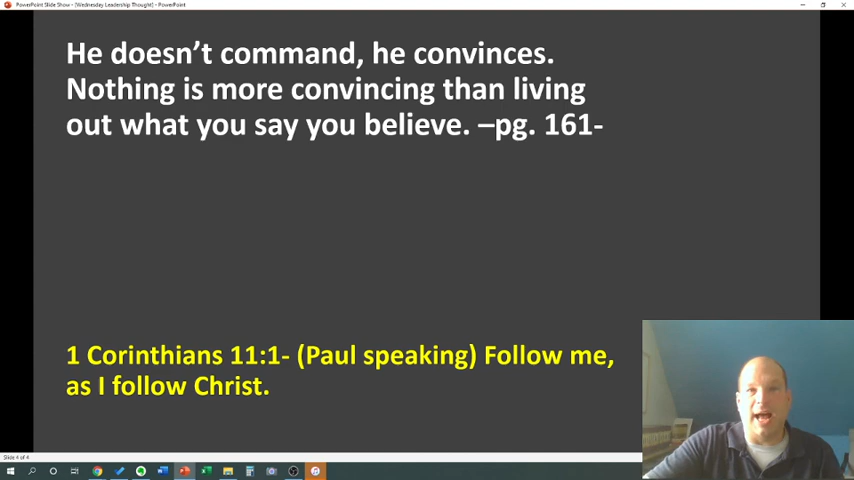 PowerPoint Slide Show - [Wednesday Leadership Thought] - PowerPoint
He doesn’t command, he convinces.
Nothing is more convincing than living
out what you say you believe. –pg. 161-
1 Corinthians 11:1- (Paul speaking) Follow me,
as I follow Christ.
Slide 4 of 4